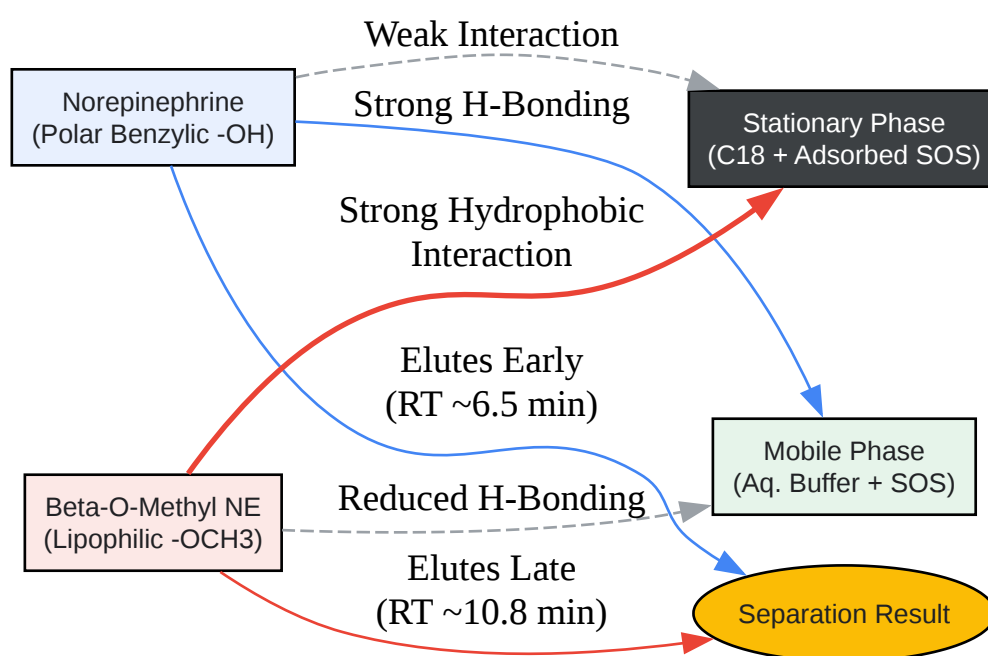 Weak Interaction
Norepinephrine
(Polar Benzylic -OH)
Strong H-Bonding
Stationary Phase
(C18 + Adsorbed SOS)
Strong Hydrophobic
Interaction
Elutes Early
(RT ~6.5 min)
Mobile Phase
(Aq. Buffer + SOS)
Beta-O-Methyl NE
(Lipophilic -OCH3)
Reduced H-Bonding
Elutes Late
(RT ~10.8 min)
Separation Result